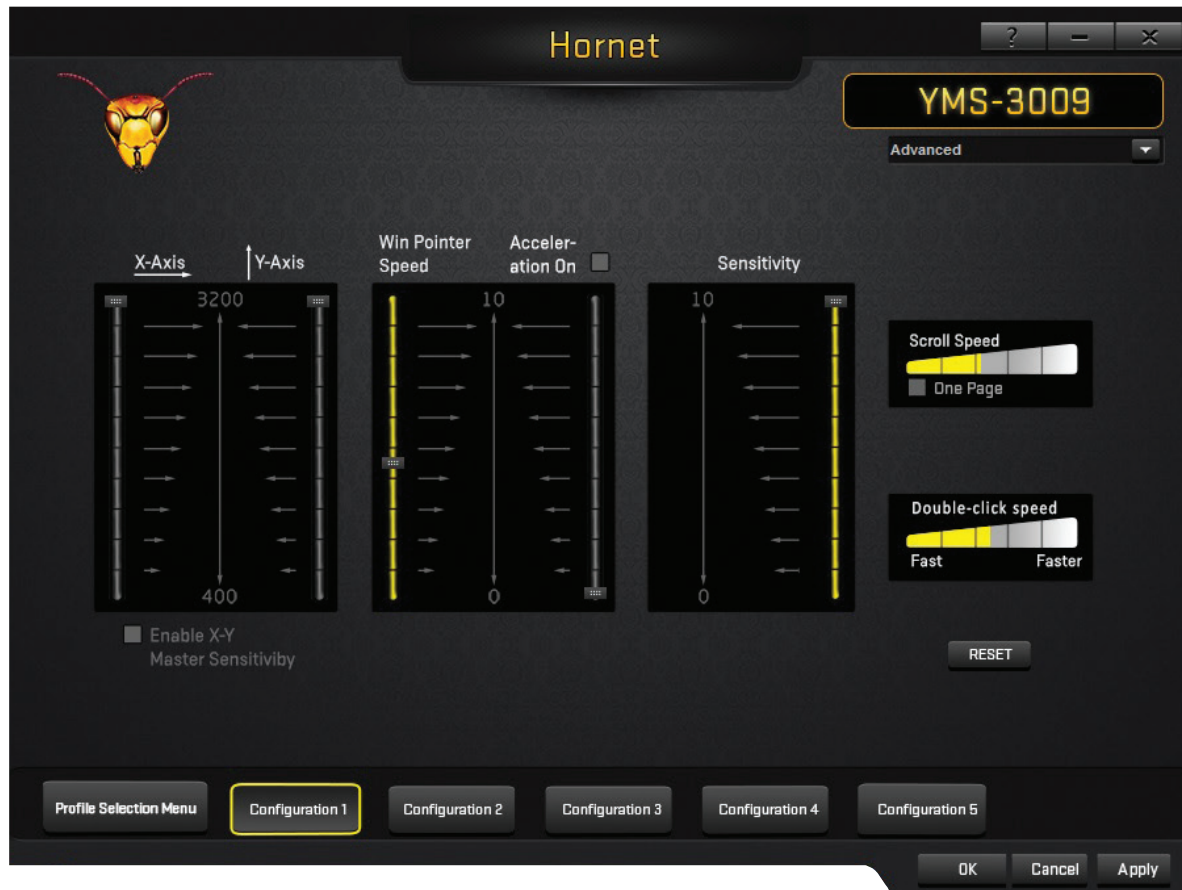 Hornet
?
YMS-3009
Advanced
X-Axis
Y-Axis
3200
400
Enable X-Y
Master Sensitiviby
Win Pointer
Speed
Acceler-
ation On
10
0
Sensitivity
10
0
Scroll Speed
One Page
Double-click speed
Fast Faster
RESET
Profile Selection Menu
Configuration 1
Configuration 2
Configuration 3
Configuration 4
Configuration 5
OK
Cancel
Apply